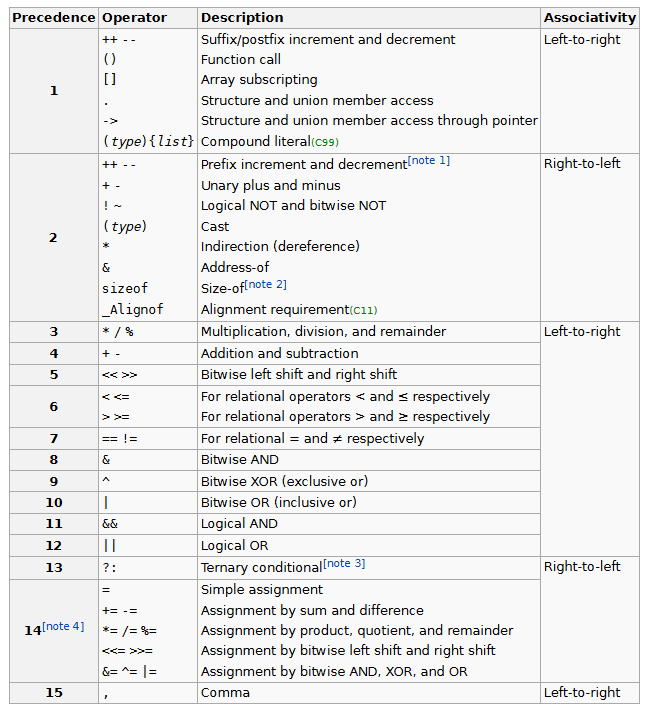 Precedence Operator Description Associativity
1 ++ -- Suffix/postfix increment and decrement Left-to-right
() Function call
[] Array subscripting
. Structure and union member access
-> Structure and union member access through pointer
(type){list} Compound literal(C99)
2 ++ -- Prefix increment and decrement[note 1] Right-to-left
+ - Unary plus and minus
! ~ Logical NOT and bitwise NOT
(type) Cast
* Indirection (dereference)
& Address-of
sizeof Size-of[note 2]
_Alignof Alignment requirement(C11)
3 * / % Multiplication, division, and remainder Left-to-right
4 + - Addition and subtraction
5 << >> Bitwise left shift and right shift
6 < <= For relational operators < and ≤ respectively
> >= For relational operators > and ≥ respectively
7 == != For relational = and ≠ respectively
8 & Bitwise AND
9 ^ Bitwise XOR (exclusive or)
10 | Bitwise OR (inclusive or)
11 && Logical AND
12 || Logical OR
13 ?: Ternary conditional[note 3] Right-to-left
14[note 4] = Simple assignment
+= -= Assignment by sum and difference
*= /= %= Assignment by product, quotient, and remainder
<<= >>= Assignment by bitwise left shift and right shift
&= ^= |= Assignment by bitwise AND, XOR, and OR
15 , Comma Left-to-right